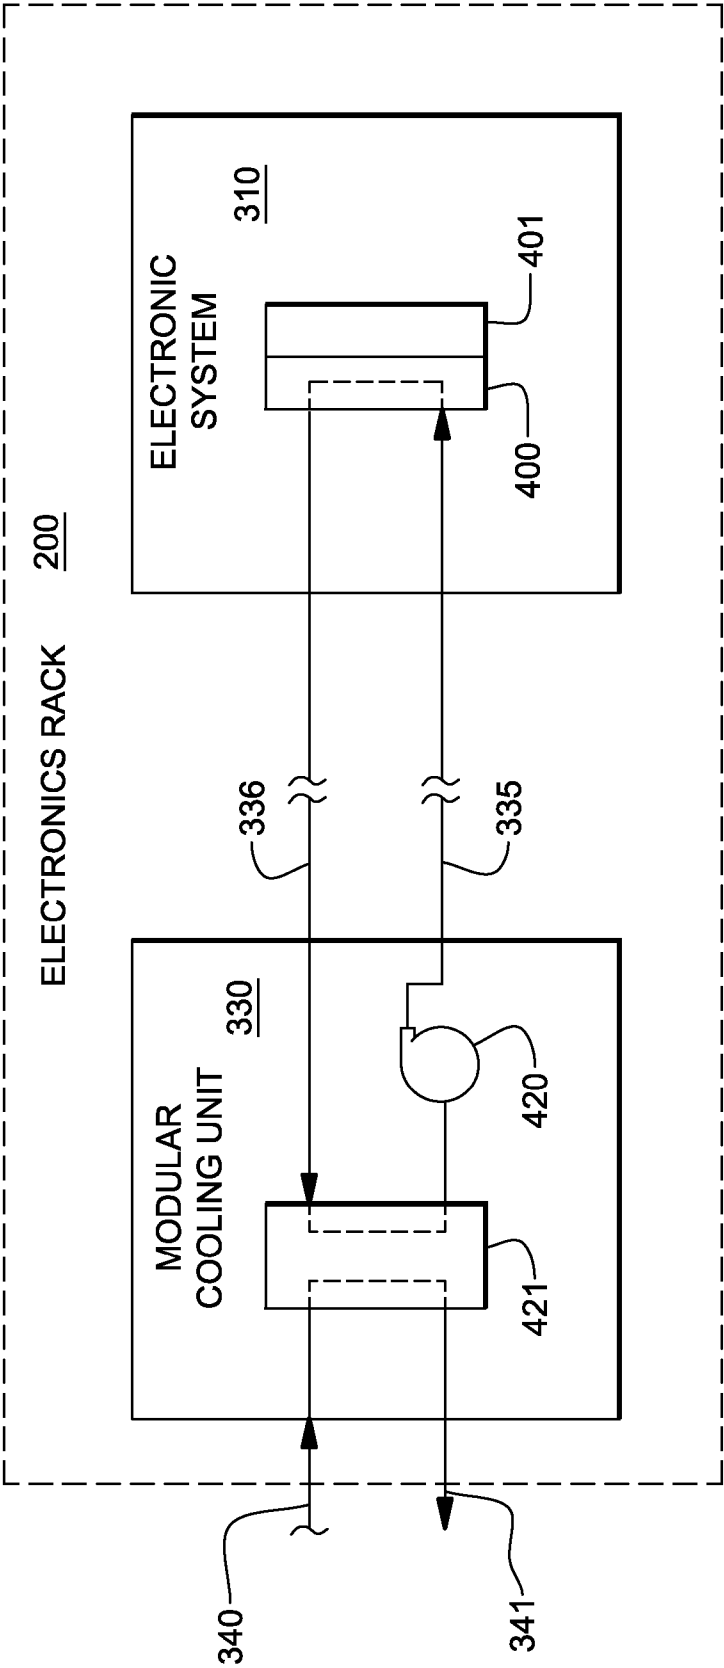 ELECTRONICS RACK 200
MODULAR
COOLING UNIT
330
ELECTRONIC
SYSTEM
310
336
340
341
421
420
335
400
401